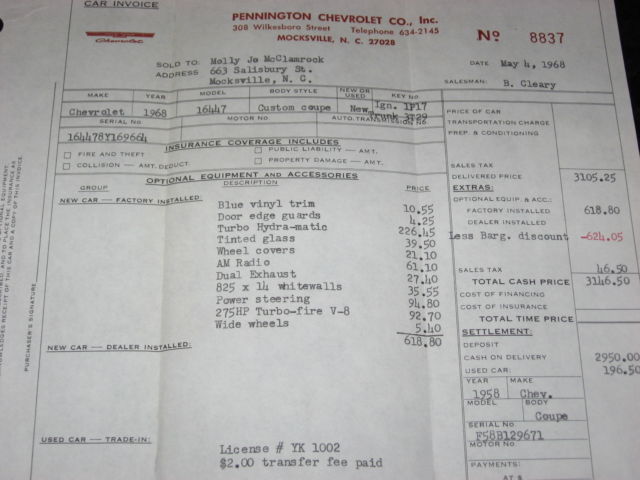 CAR INVOICE
Chevrolet
PENNINGTON CHEVROLET CO., Inc.
308 Wilkesboro Street Telephone 634-2145
MOCKSVILLE, N. C. 27028
No 8837
SOLD TO: Molly Jo McClamrock
ADDRESS 663 Salisbury St.
Mocksville, N. C.
DATE May 4, 1968
SALESMAN: B. Cleary
MAKE YEAR MODEL BODY STYLE NEW OR USED KEY NO.
Chevrolet 1968 16447 Custom coupe New Ign. 1F17
Trunk 3T29
SERIAL NO. MOTOR NO. AUTO. TRANSMISSION NO.
164478Y169664
INSURANCE COVERAGE INCLUDES
FIRE AND THEFT PUBLIC LIABILITY — AMT.
COLLISION — AMT. DEDUCT. PROPERTY DAMAGE — AMT.
OPTIONAL EQUIPMENT AND ACCESSORIES
GROUP DESCRIPTION PRICE
NEW CAR — FACTORY INSTALLED:
Blue vinyl trim 10.55
Door edge guards 4.25
Turbo Hydra-matic 226.45
Tinted glass 39.50
Wheel covers 21.10
AM Radio 61.10
Dual Exhaust 27.40
825 x 14 whitewalls 35.55
Power steering 94.80
275HP Turbo-fire V-8 92.70
Wide wheels 5.40
618.80
NEW CAR — DEALER INSTALLED:
USED CAR — TRADE-IN:
License # YK 1002
$2.00 transfer fee paid
PRICE OF CAR
TRANSPORTATION CHARGE
PREP. & CONDITIONING
SALES TAX
DELIVERED PRICE 3105.25
EXTRAS:
OPTIONAL EQUIP. & ACC.:
FACTORY INSTALLED 618.80
DEALER INSTALLED
Less Barg. discount -624.05
SALES TAX 46.50
TOTAL CASH PRICE 3146.50
COST OF FINANCING
COST OF INSURANCE
TOTAL TIME PRICE
SETTLEMENT:
DEPOSIT
CASH ON DELIVERY 2950.00
USED CAR: 196.50
YEAR MAKE
1958 Chev.
MODEL BODY
Coupe
SERIAL NO.
F58B129671
MOTOR NO.
PAYMENTS:
AT $
PURCHASER'S SIGNATURE